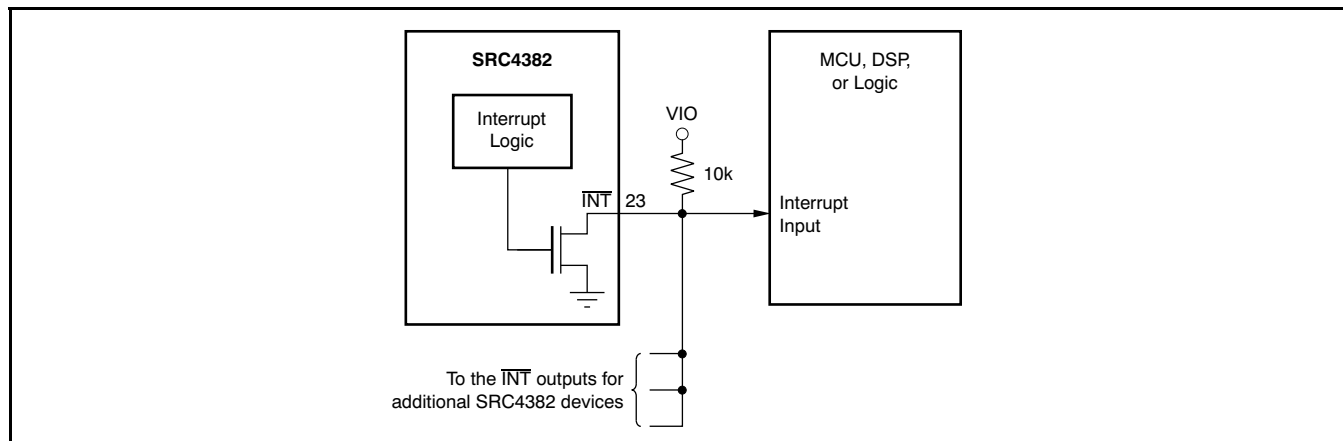 SRC4382
Interrupt
Logic
INT
23
VIO
10k
MCU, DSP,
or Logic
Interrupt
Input
To the INT outputs for
additional SRC4382 devices